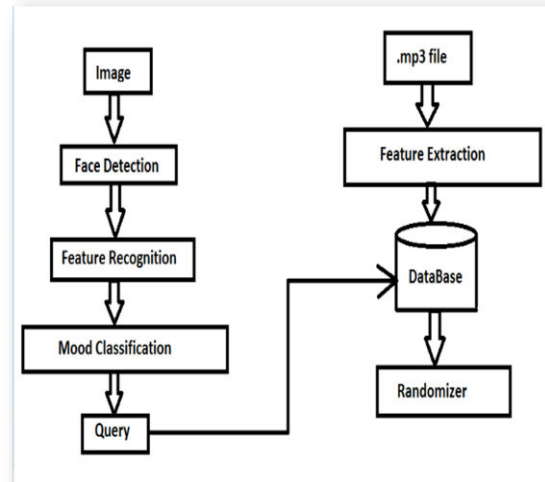 Image
Face Detection
Feature Recognition
Mood Classification
Query
.mp3 file
Feature Extraction
DataBase
Randomizer